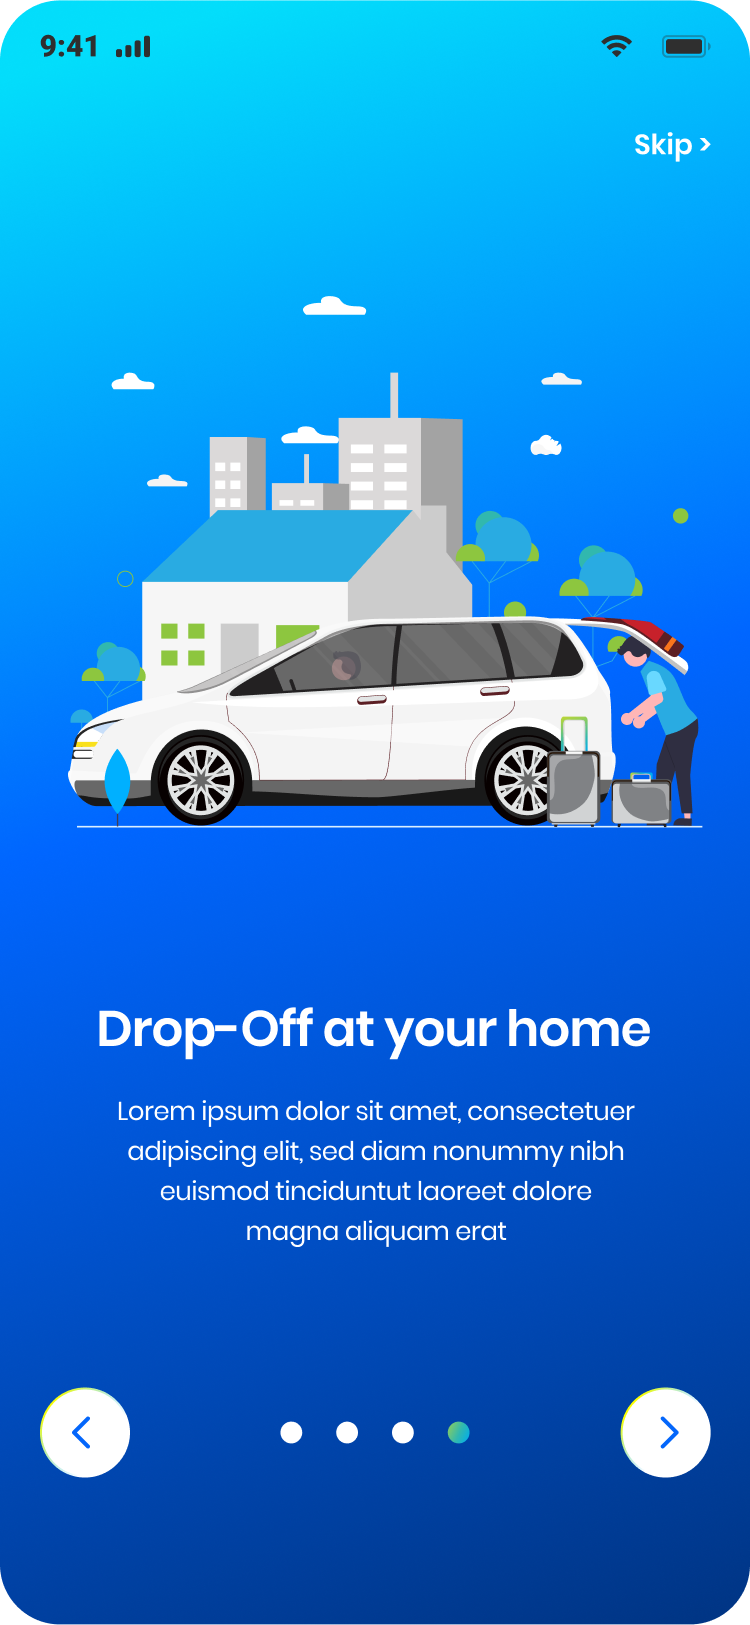 9:41
Skip >
Drop-Off at your home
Lorem ipsum dolor sit amet, consectetuer
adipiscing elit, sed diam nonummy nibh
euismod tinciduntut laoreet dolore
magna aliquam erat